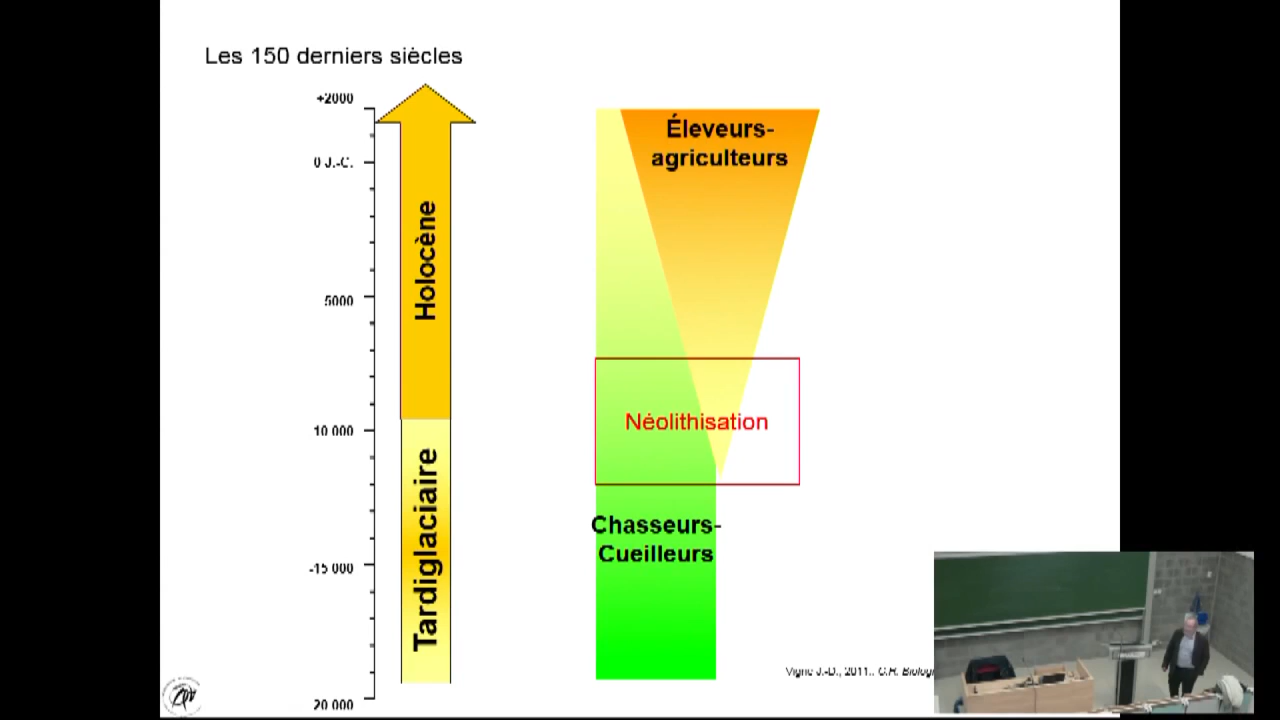 Les 150 derniers siècles
+2000
0 J.-C.
5000
10 000
-15 000
20 000
Holocène
Tardiglaciaire
Éleveurs-
agriculteurs
Néolithisation
Chasseurs-
Cueilleurs
Vigne J.-D., 2011.. C.R. Biolog